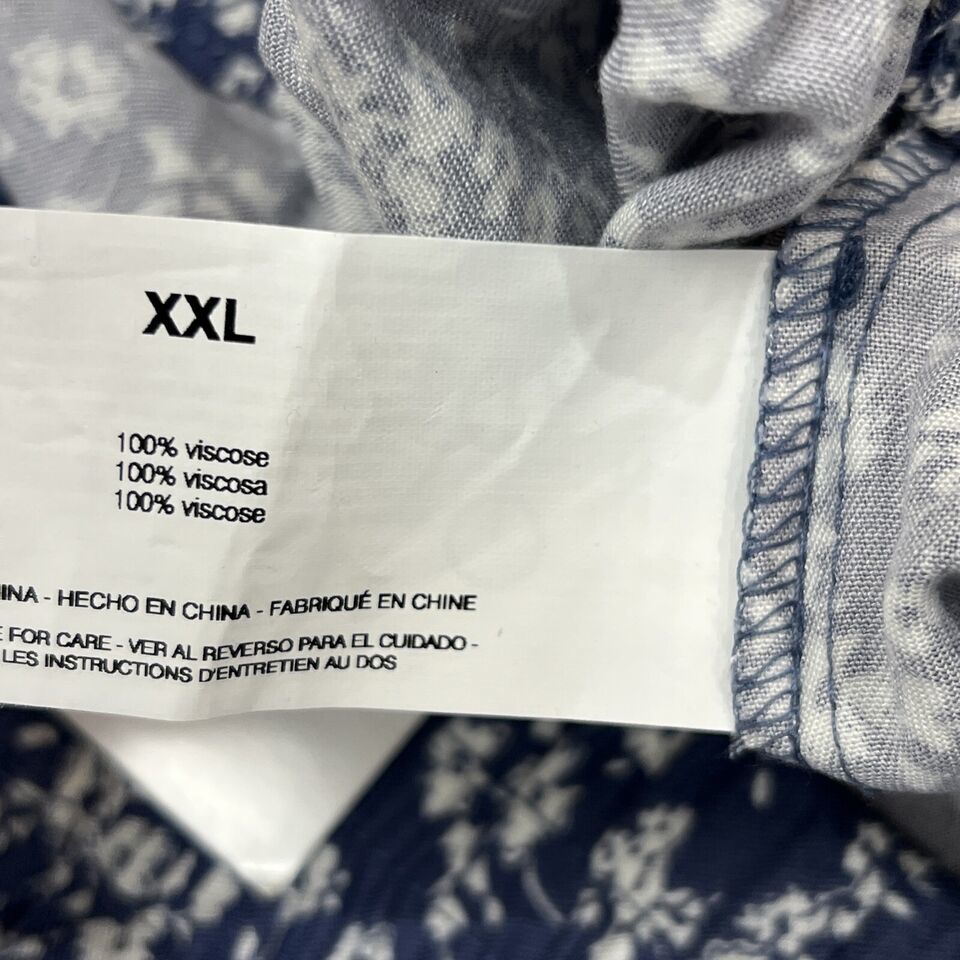 XXL
100% viscose
100% viscosa
100% viscose
- HECHO EN CHINA - FABRIQUÉ EN CHINE
FOR CARE - VER AL REVERSO PARA EL CUIDADO -
LES INSTRUCTIONS D'ENTRETIEN AU DOS